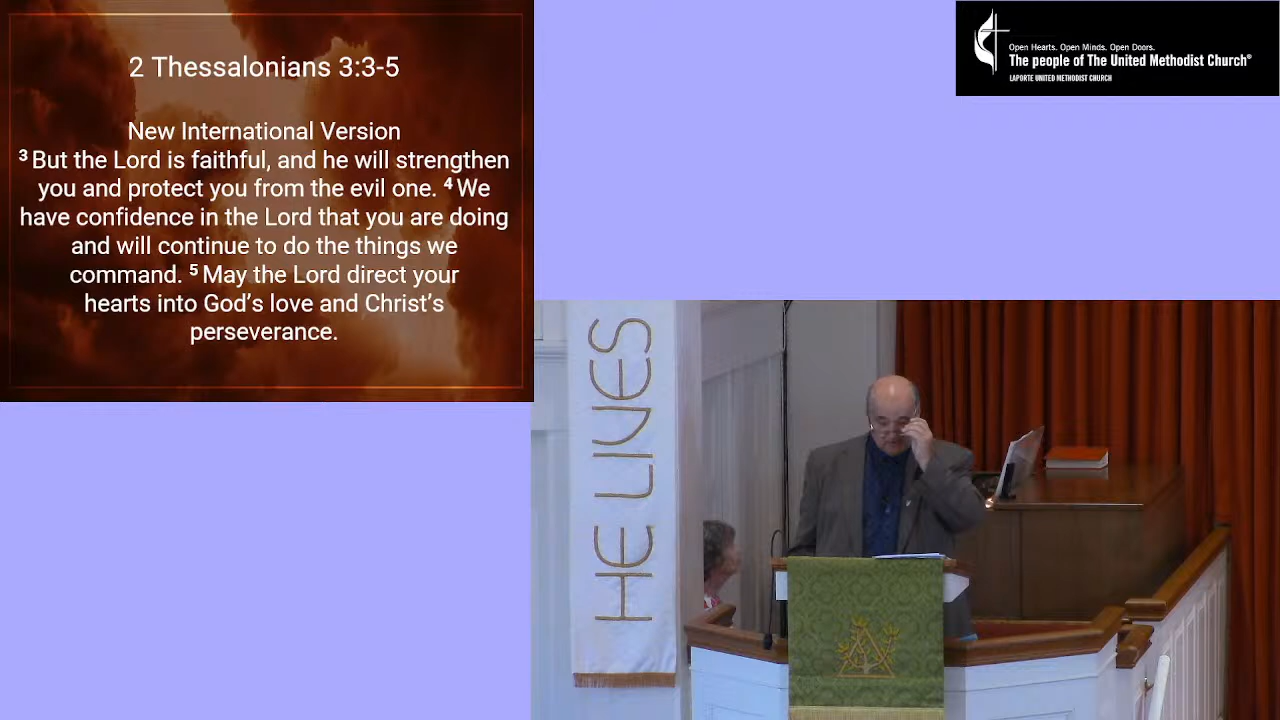 2 Thessalonians 3:3-5
New International Version
3 But the Lord is faithful, and he will strengthen
you and protect you from the evil one. 4 We
have confidence in the Lord that you are doing
and will continue to do the things we
command. 5 May the Lord direct your
hearts into God’s love and Christ’s
perseverance.
Open Hearts. Open Minds. Open Doors.
The people of The United Methodist Church®
LAPORTE UNITED METHODIST CHURCH
HE LIVES